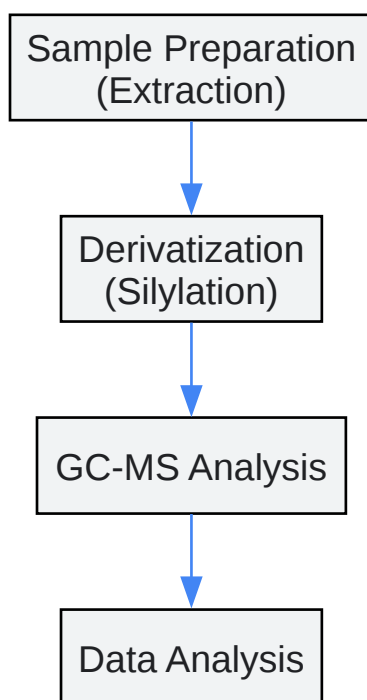 Sample Preparation
(Extraction)
Derivatization
(Silylation)
GC-MS Analysis
Data Analysis